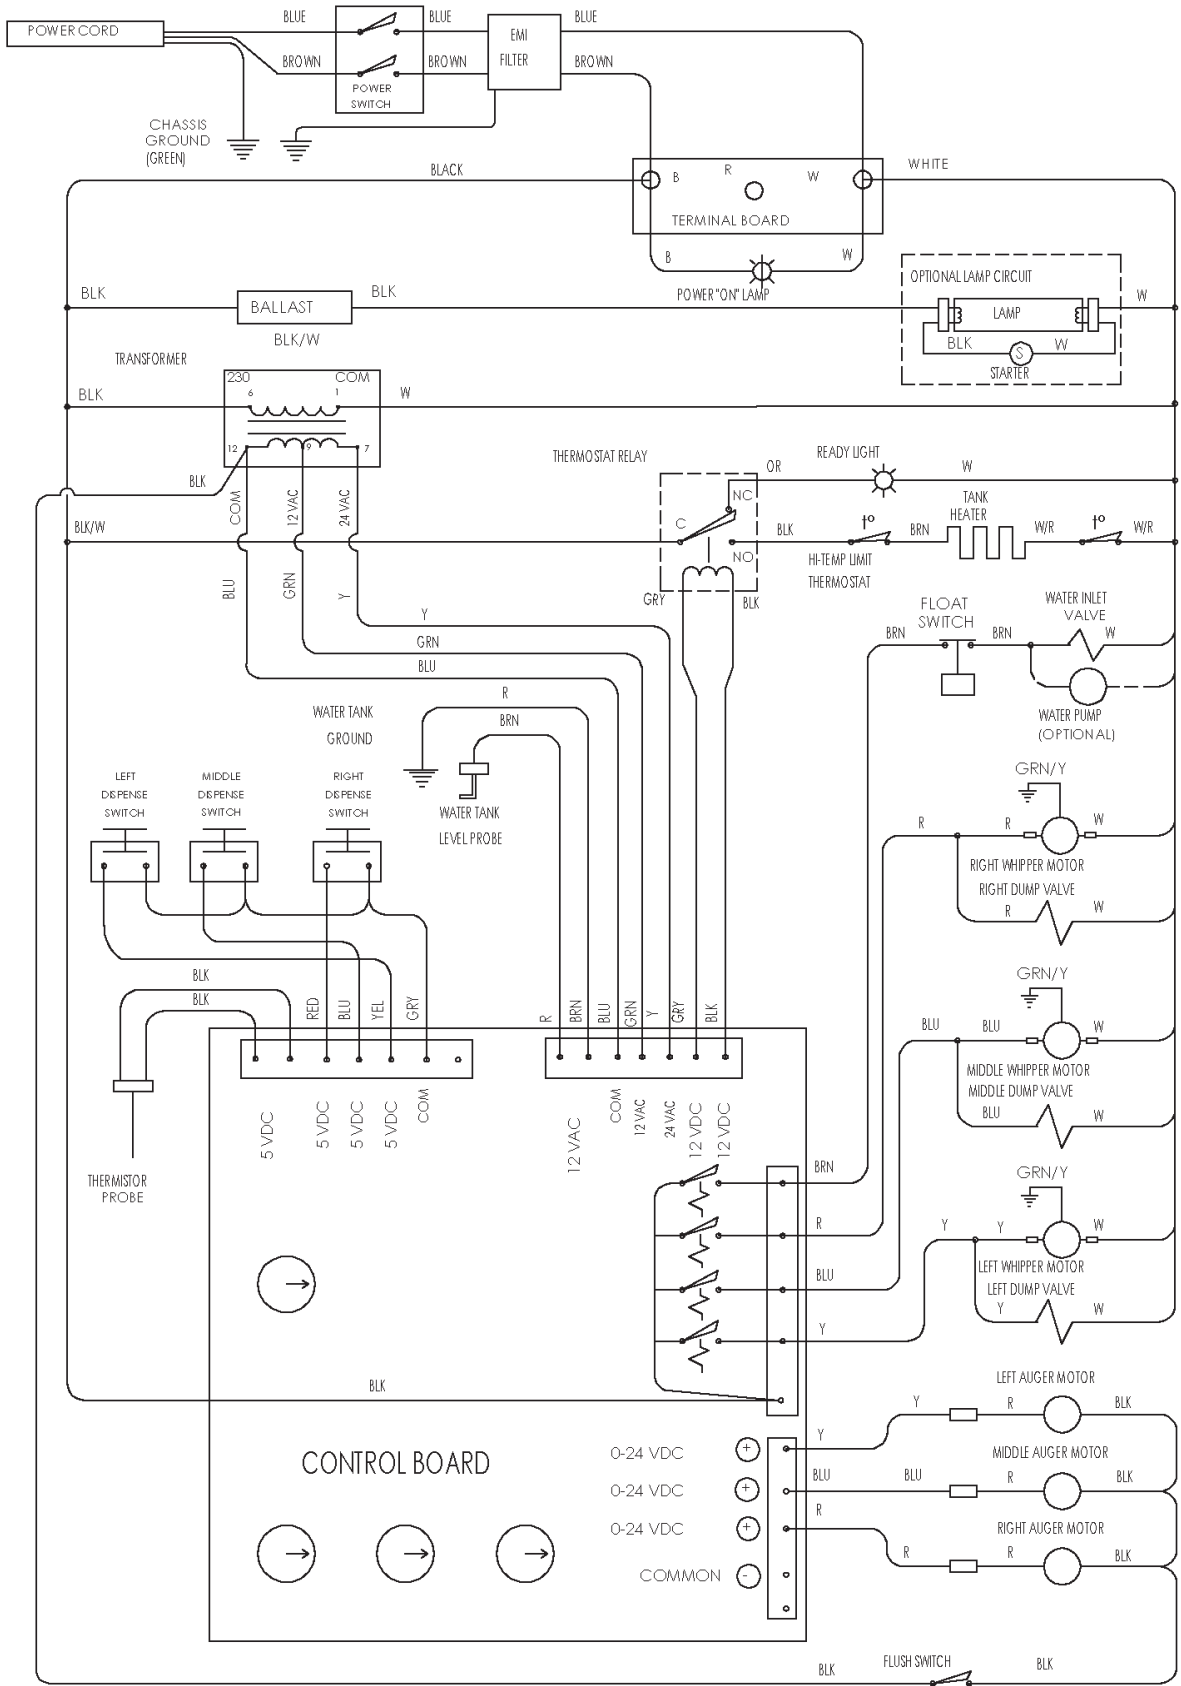 POWER CORD
BLUE
BLUE
BLUE
BROWN
BROWN
BROWN
POWER
SWITCH
EMI
FILTER
CHASSIS
GROUND
(GREEN)
BLACK
WHITE
B
R
W
TERMINAL BOARD
B
W
POWER "ON" LAMP
OPTIONAL LAMP CIRCUIT
BLK
BALLAST
BLK
BLK/W
LAMP
W
BLK
S
W
STARTER
TRANSFORMER
230
COM
6
1
BLK
W
12
9
7
BLK
COM
12 VAC
24 VAC
THERMOSTAT RELAY
OR
READY LIGHT
W
NC
C
NO
BLK/W
BLK
t°
BRN
TANK
HEATER
W/R
t°
W/R
HI-TEMP LIMIT
THERMOSTAT
BLU
GRN
Y
GRY
BLK
Y
GRN
BLU
FLOAT
SWITCH
BRN
BRN
WATER INLET
VALVE
W
WATER PUMP
(OPTIONAL)
R
BRN
WATER TANK
GROUND
WATER TANK
LEVEL PROBE
LEFT
DISPENSE
SWITCH
MIDDLE
DISPENSE
SWITCH
RIGHT
DISPENSE
SWITCH
GRN/Y
R
R
W
RIGHT WHIPPER MOTOR
RIGHT DUMP VALVE
R
W
BLK
BLK
RED
BLU
YEL
GRY
R
BRN
BLU
GRN
Y
GRY
BLK
GRN/Y
BLU
BLU
W
MIDDLE WHIPPER MOTOR
MIDDLE DUMP VALVE
BLU
W
5 VDC
5 VDC
5 VDC
5 VDC
COM
12 VAC
COM
12 VAC
24 VAC
12 VDC
12 VDC
THERMISTOR
PROBE
BRN
R
BLU
Y
GRN/Y
Y
Y
W
LEFT WHIPPER MOTOR
LEFT DUMP VALVE
Y
W
BLK
CONTROL BOARD
0-24 VDC
+
Y
0-24 VDC
+
BLU
0-24 VDC
+
R
COMMON
-
LEFT AUGER MOTOR
Y
R
BLK
MIDDLE AUGER MOTOR
BLU
R
BLK
RIGHT AUGER MOTOR
R
R
BLK
BLK
FLUSH SWITCH
BLK